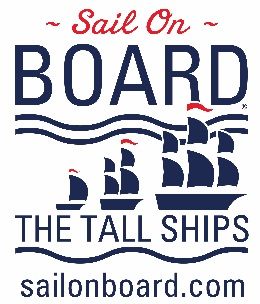 ~ Sail On ~
BOARD®
THE TALL SHIPS
sailonboard.com